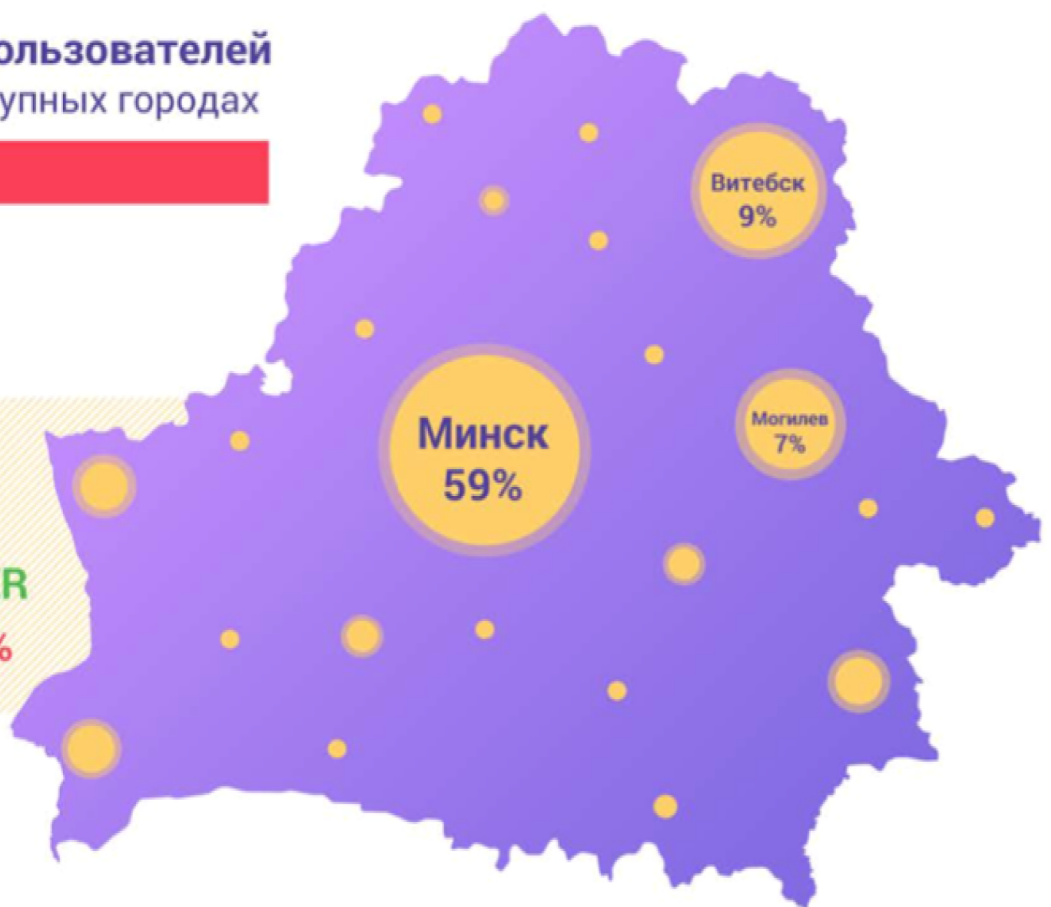 ользователей
упных городах
Витебск
9%
Могилев
7%
Минск
59%
R
%